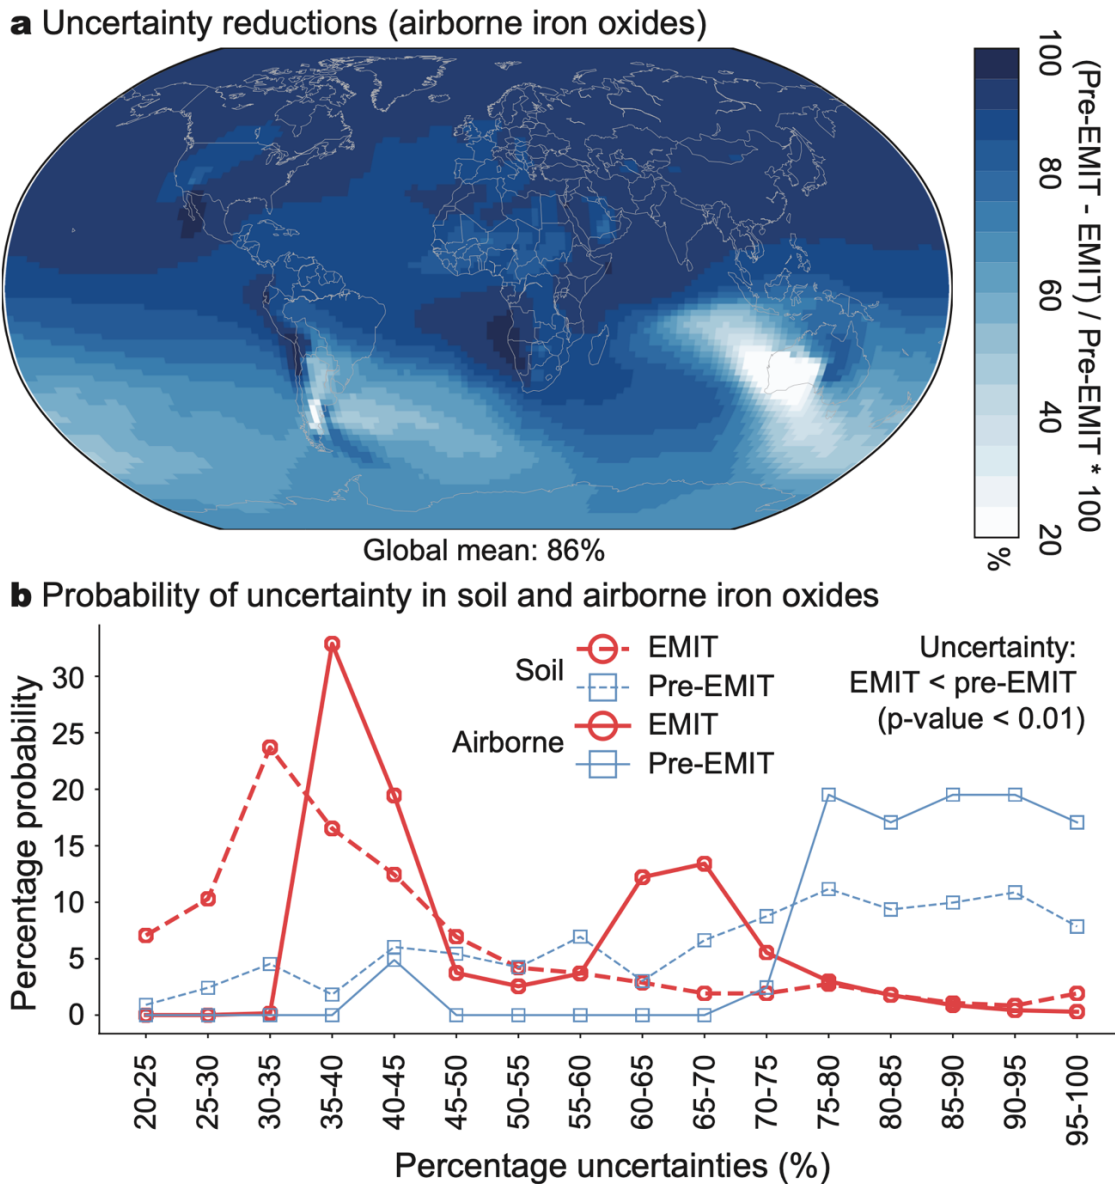 a Uncertainty reductions (airborne iron oxides)
100
80
60
40
20
%
(Pre-EMIT - EMIT) / Pre-EMIT * 100
Global mean: 86%
b Probability of uncertainty in soil and airborne iron oxides
Soil
EMIT
Pre-EMIT
Airborne
EMIT
Pre-EMIT
Uncertainty:
EMIT < pre-EMIT
(p-value < 0.01)
Percentage probability
30
25
20
15
10
5
0
20-25
25-30
30-35
35-40
40-45
45-50
50-55
55-60
60-65
65-70
70-75
75-80
80-85
85-90
90-95
95-100
Percentage uncertainties (%)